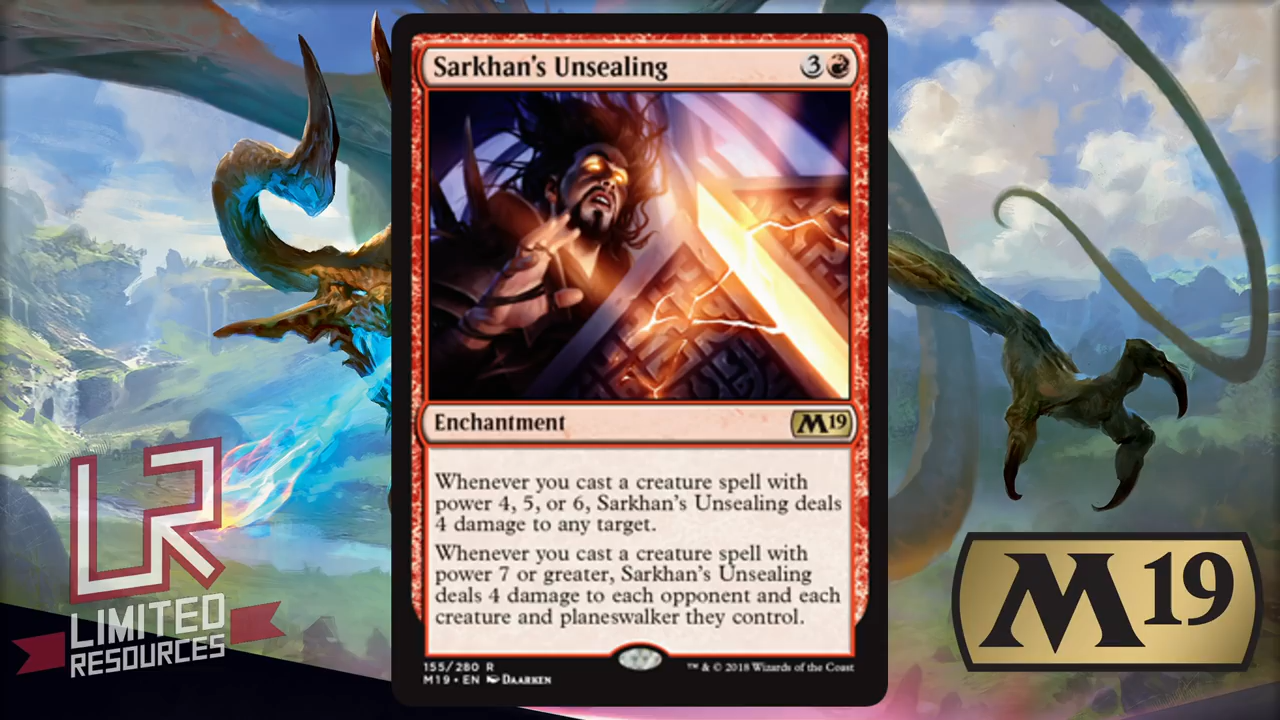 Sarkhan's Unsealing 3
Enchantment
M19
Whenever you cast a creature spell with
power 4, 5, or 6, Sarkhan's Unsealing deals
4 damage to any target.
Whenever you cast a creature spell with
power 7 or greater, Sarkhan's Unsealing
deals 4 damage to each opponent and each
creature and planeswalker they control.
155/280 R
M19 • EN DAARKEN
™ & © 2018 Wizards of the Coast
LR
LIMITED
RESOURCES
M19